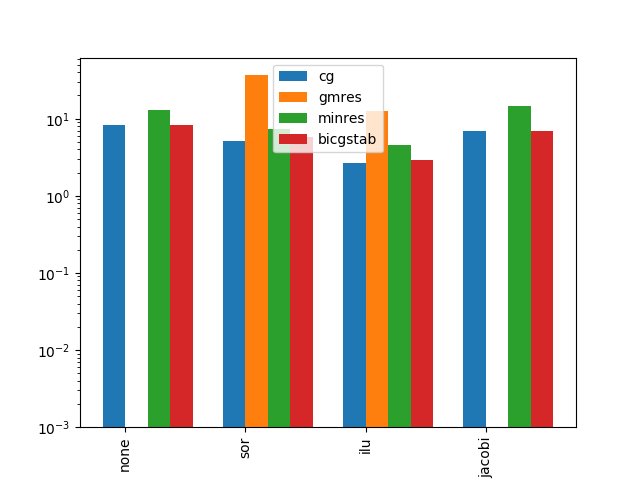 cg
gmres
minres
bicgstab
10¹
10⁰
10⁻¹
10⁻²
10⁻³
none
sor
ilu
jacobi